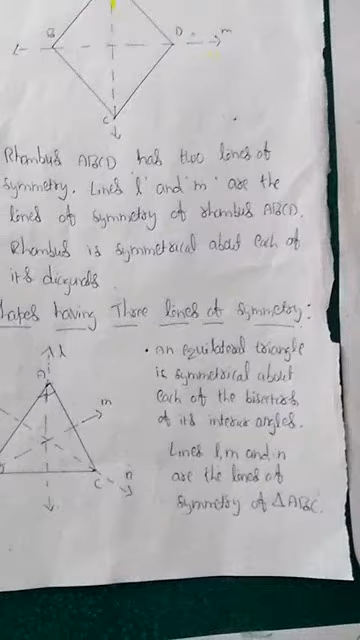 B
D
m
C
Rhombus ABCD has two lines of
symmetry. Lines 'l' and 'm' are the
lines of symmetry of rhombus ABCD.
Rhombus is symmetrical about each of
its diagonals
hapes having Three lines of symmetry:
l
A
m
C
n
• an equilateral triangle
is symmetrical about
each of the bisectors
of its interior angles.
Lines l, m and n
are the lines of
symmetry of ΔABC.